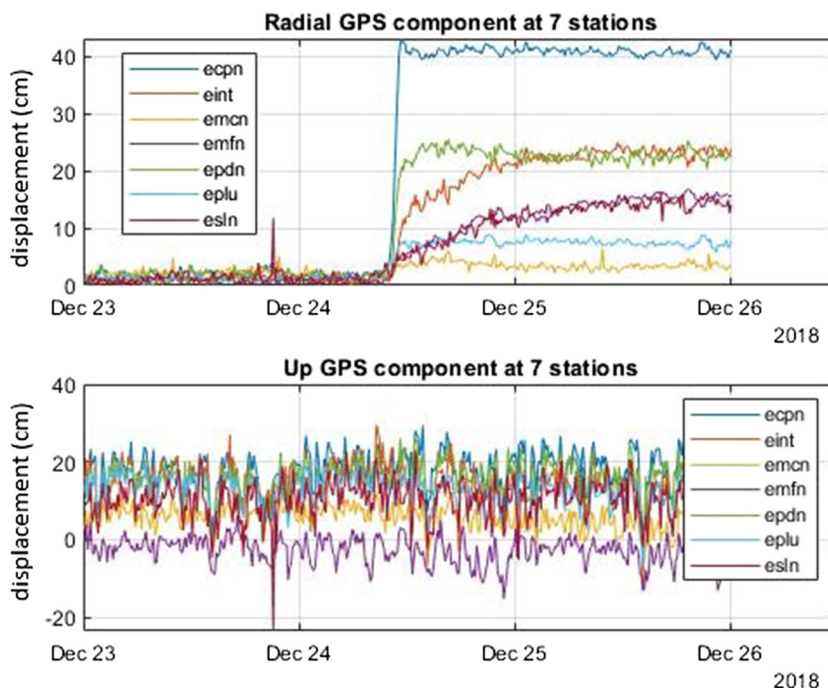 Radial GPS component at 7 stations
displacement (cm)
40
30
20
10
0
ecpn
eint
emcn
emfn
epdn
eplu
esln
Dec 23
Dec 24
Dec 25
Dec 26
2018
Up GPS component at 7 stations
displacement (cm)
40
20
0
-20
ecpn
eint
emcn
emfn
epdn
eplu
esln
Dec 23
Dec 24
Dec 25
Dec 26
2018